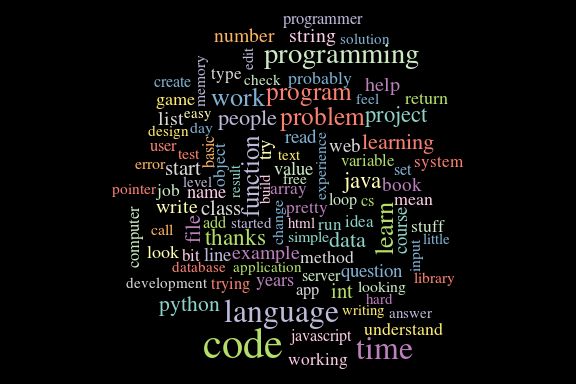 programmer
number string solution
edit programming
memory type check probably help
create work program feel return
game
list easy people problem project
design day read web learning
user test basic object function try text experience variable set system
error start level result build free value java book
pointer job name array cs mean
write class change pretty loop
computer file add started html run idea learn course stuff
call thanks simple data input little
look bit line example method
database application server question library
development trying years app int looking
hard
python language writing answer
code javascript understand
working time